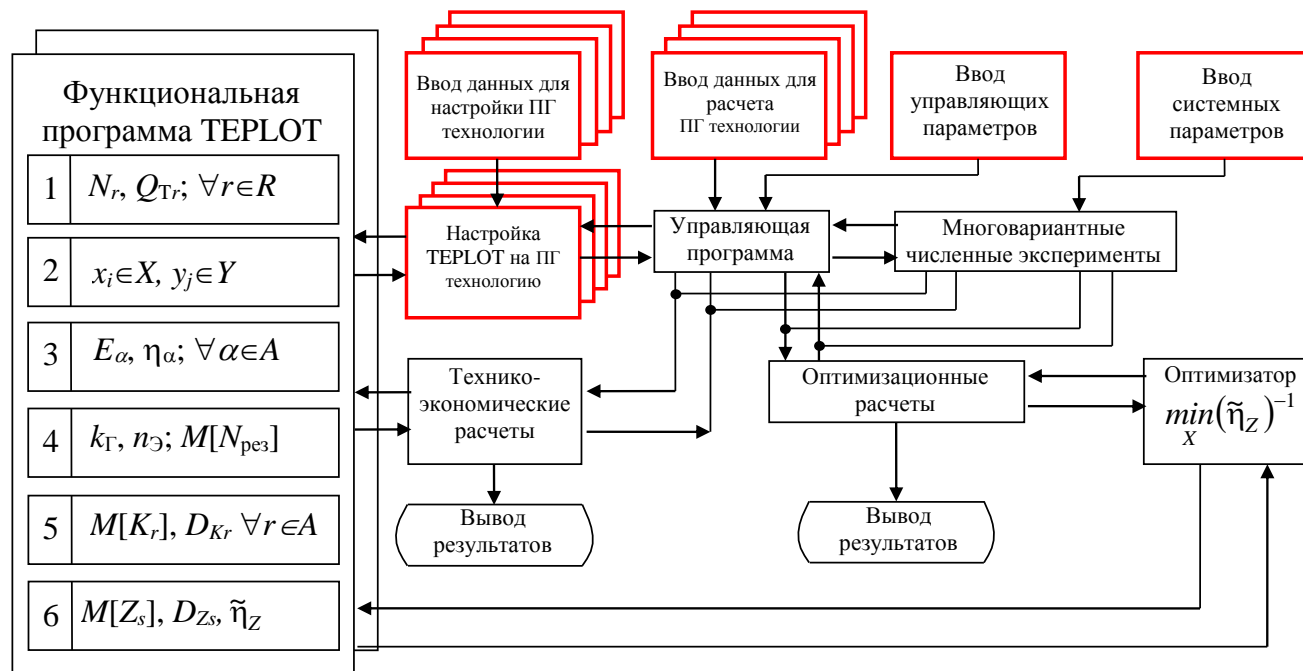 Функциональная
программа TEPLOT
1
N_r, Q_Тr; ∀r∈R
2
x_i∈X, y_j∈Y
3
E_α, η_α; ∀α∈A
4
k_Г, n_Э; M[N_рез]
5
M[K_r], D_Kr ∀r∈A
6
M[Z_s], D_Zs, η̃_Z
Ввод данных для
настройки ПГ
технологии
Ввод данных для
расчета
ПГ технологии
Ввод
управляющих
параметров
Ввод
системных
параметров
Настройка
TEPLOT на ПГ
технологию
Управляющая
программа
Многовариантные
численные эксперименты
Технико-
экономические
расчеты
Оптимизационные
расчеты
Оптимизатор
min(η̃_Z)⁻¹
X
Вывод
результатов
Вывод
результатов